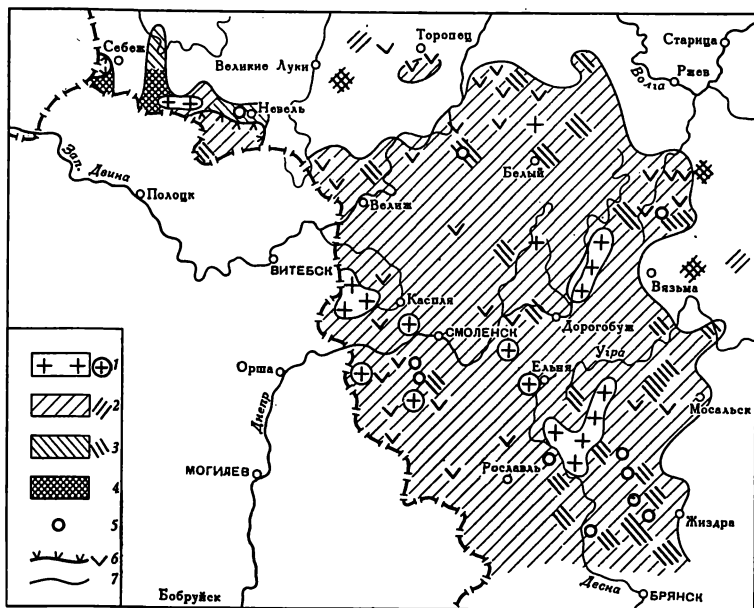 Себеж
Великие Луки
Торопец
Старица
Ржев
Волга
Невель
Зап. Двина
Полоцк
Белый
Велиж
ВИТЕБСК
Вязьма
Каспля
СМОЛЕНСК
Дорогобуж
Орша
Ельня
Угра
Мосальск
Днепр
МОГИЛЕВ
Рославль
Жиздра
Десна
Бобруйск
БРЯНСК
1
2
3
4
5
6
7